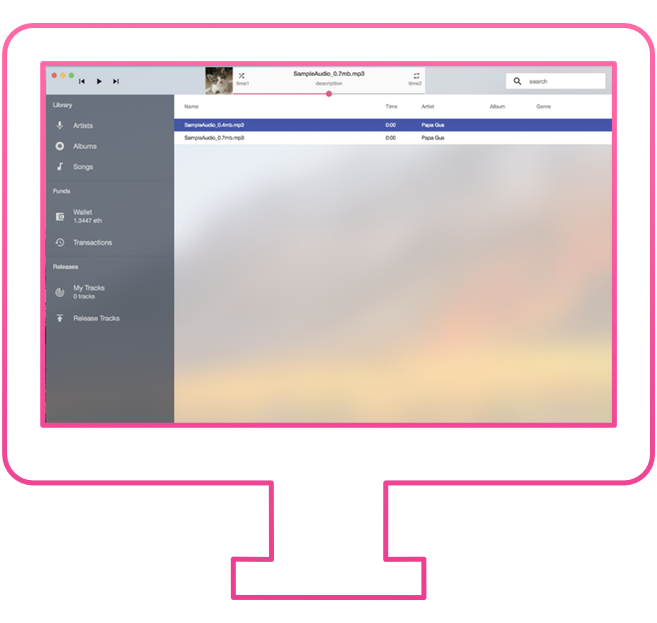 SampleAudio_0.7mb.mp3
time1 description time2
search
Library
Artists
Albums
Songs
Funds
Wallet
1.3447 eth
Transactions
Releases
My Tracks
0 tracks
Release Tracks
Name Time Artist Album Genre
SampleAudio_0.4mb.mp3 0:00 Papa Gus
SampleAudio_0.7mb.mp3 0:00 Papa Gus